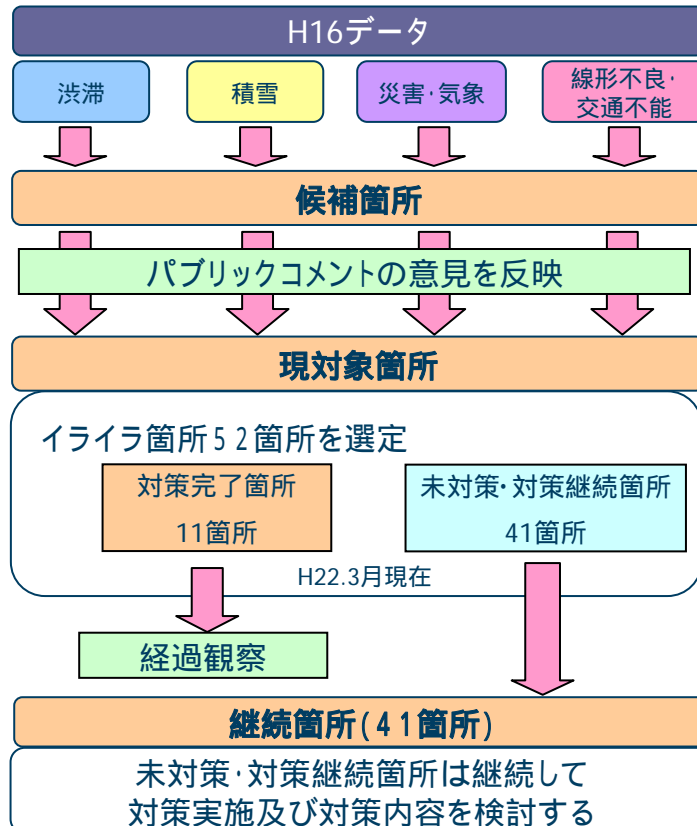 H16データ
渋滞
積雪
災害・気象
線形不良・
交通不能
候補箇所
パブリックコメントの意見を反映
現対象箇所
イライラ箇所52箇所を選定
対策完了箇所
11箇所
未対策・対策継続箇所
41箇所
H22.3月現在
経過観察
継続箇所(41箇所)
未対策・対策継続箇所は継続して
対策実施及び対策内容を検討する